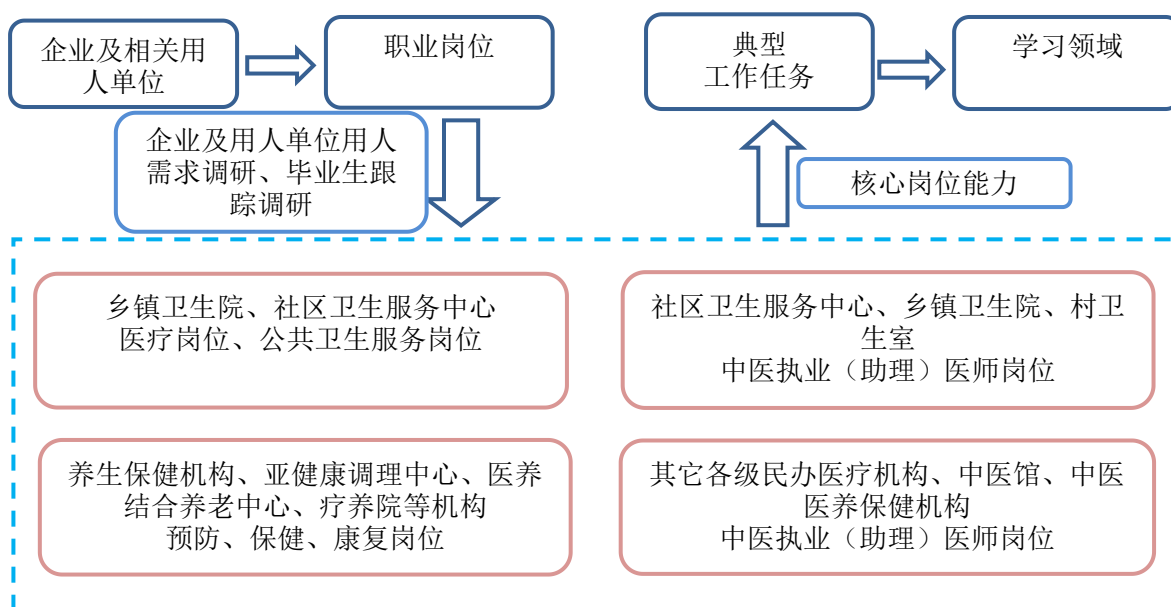 企业及相关用
人单位
职业岗位
典型
工作任务
学习领域
企业及用人单位用人
需求调研、毕业生跟
踪调研
核心岗位能力
乡镇卫生院、社区卫生服务中心
医疗岗位、公共卫生服务岗位
社区卫生服务中心、乡镇卫生院、村卫
生室
中医执业（助理）医师岗位
养生保健机构、亚健康调理中心、医养
结合养老中心、疗养院等机构
预防、保健、康复岗位
其它各级民办医疗机构、中医馆、中医
医养保健机构
中医执业（助理）医师岗位